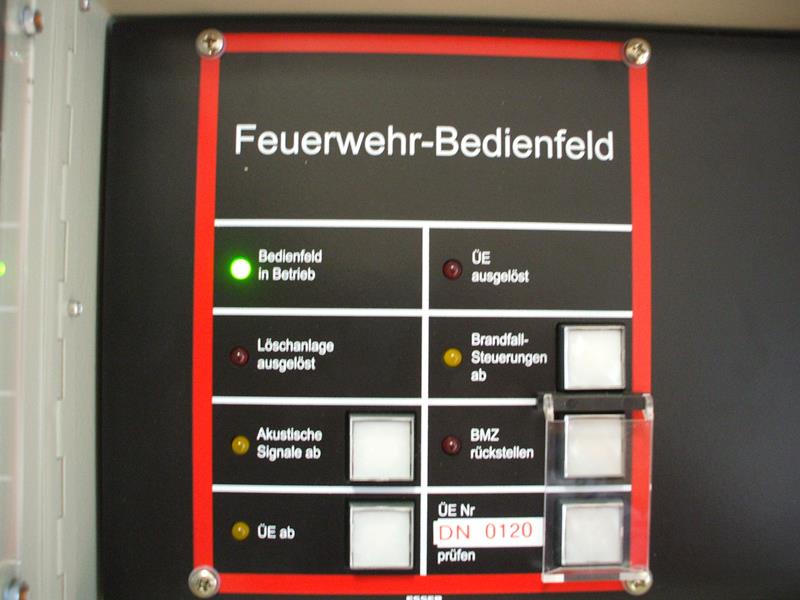 Feuerwehr-Bedienfeld
Bedienfeld
in Betrieb
ÜE
ausgelöst
Löschanlage
ausgelöst
Brandfall-
Steuerungen
ab
Akustische
Signale ab
BMZ
rückstellen
ÜE ab
ÜE Nr
DN 0120
prüfen
ESSER